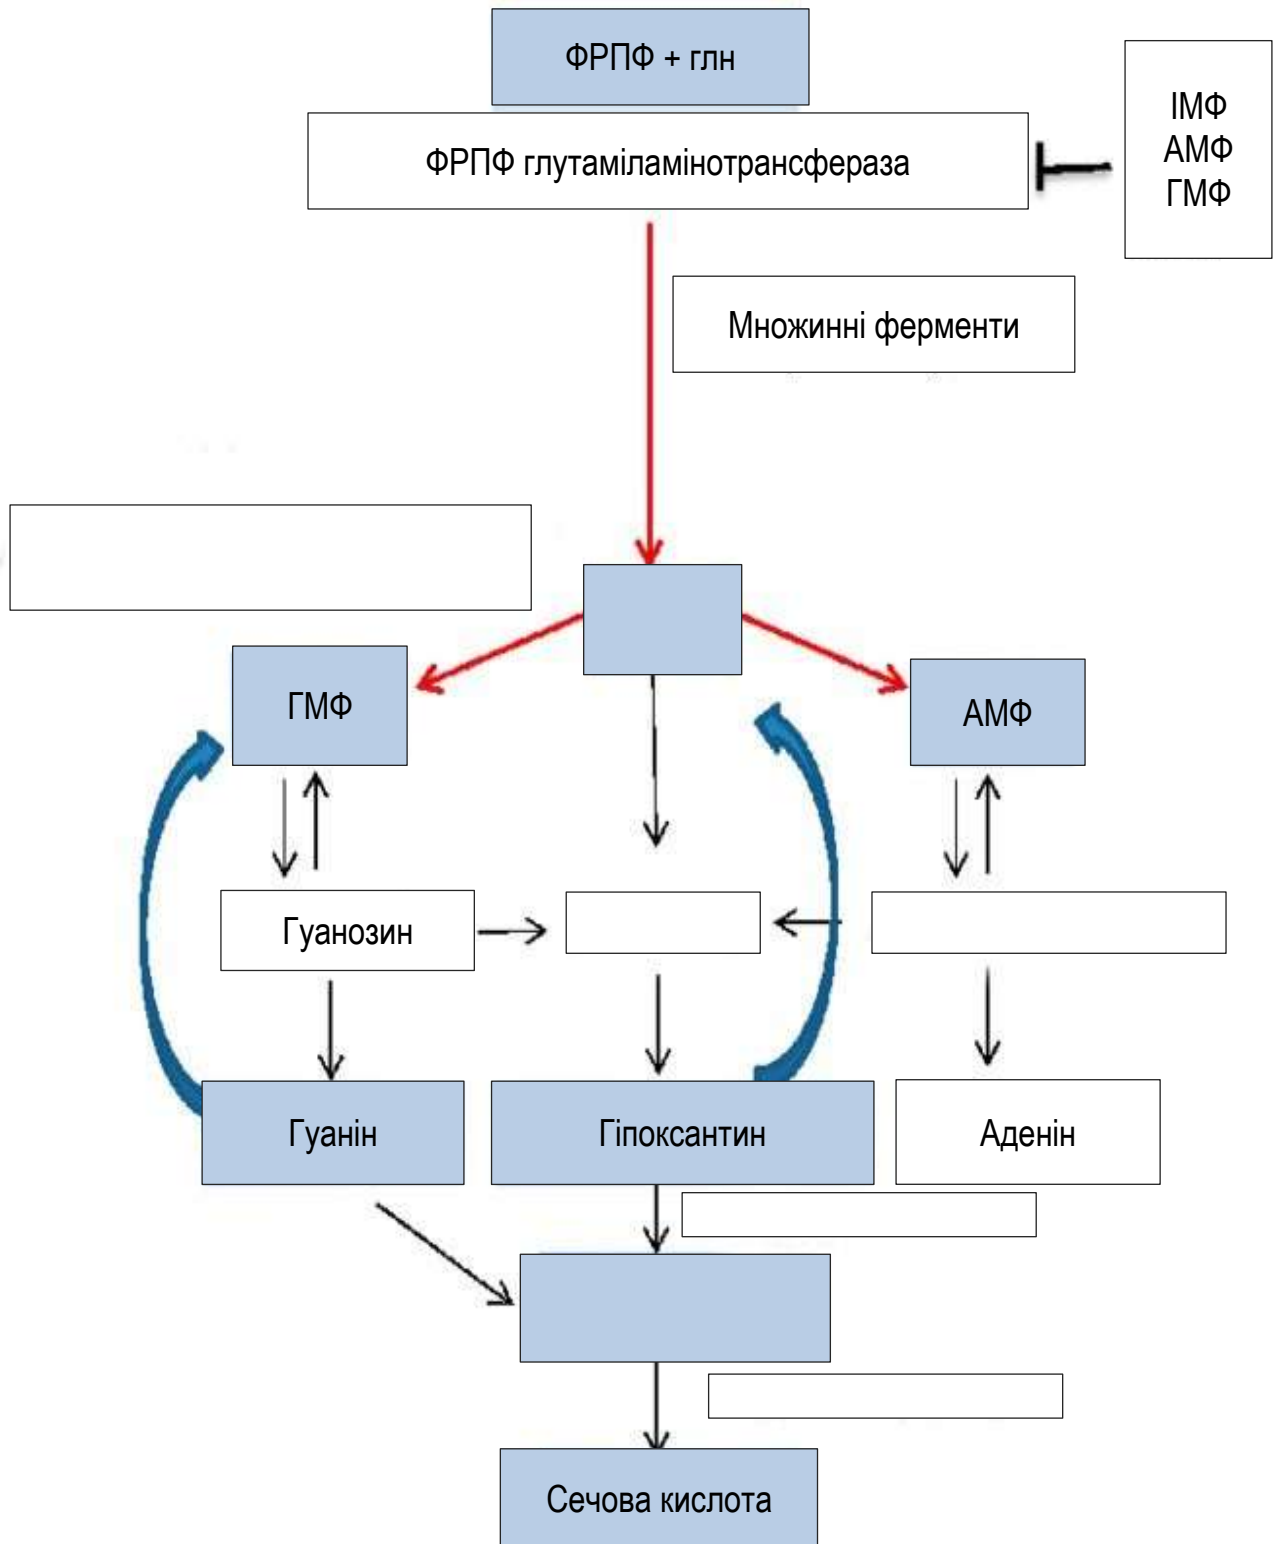 ФРПФ + глн
ІМФ
АМФ
ГМФ
ФРПФ глутаміламінотрансфераза
Множинні ферменти
ГМФ
АМФ
Гуанозин
Гуанін
Гіпоксантин
Аденін
Сечова кислота